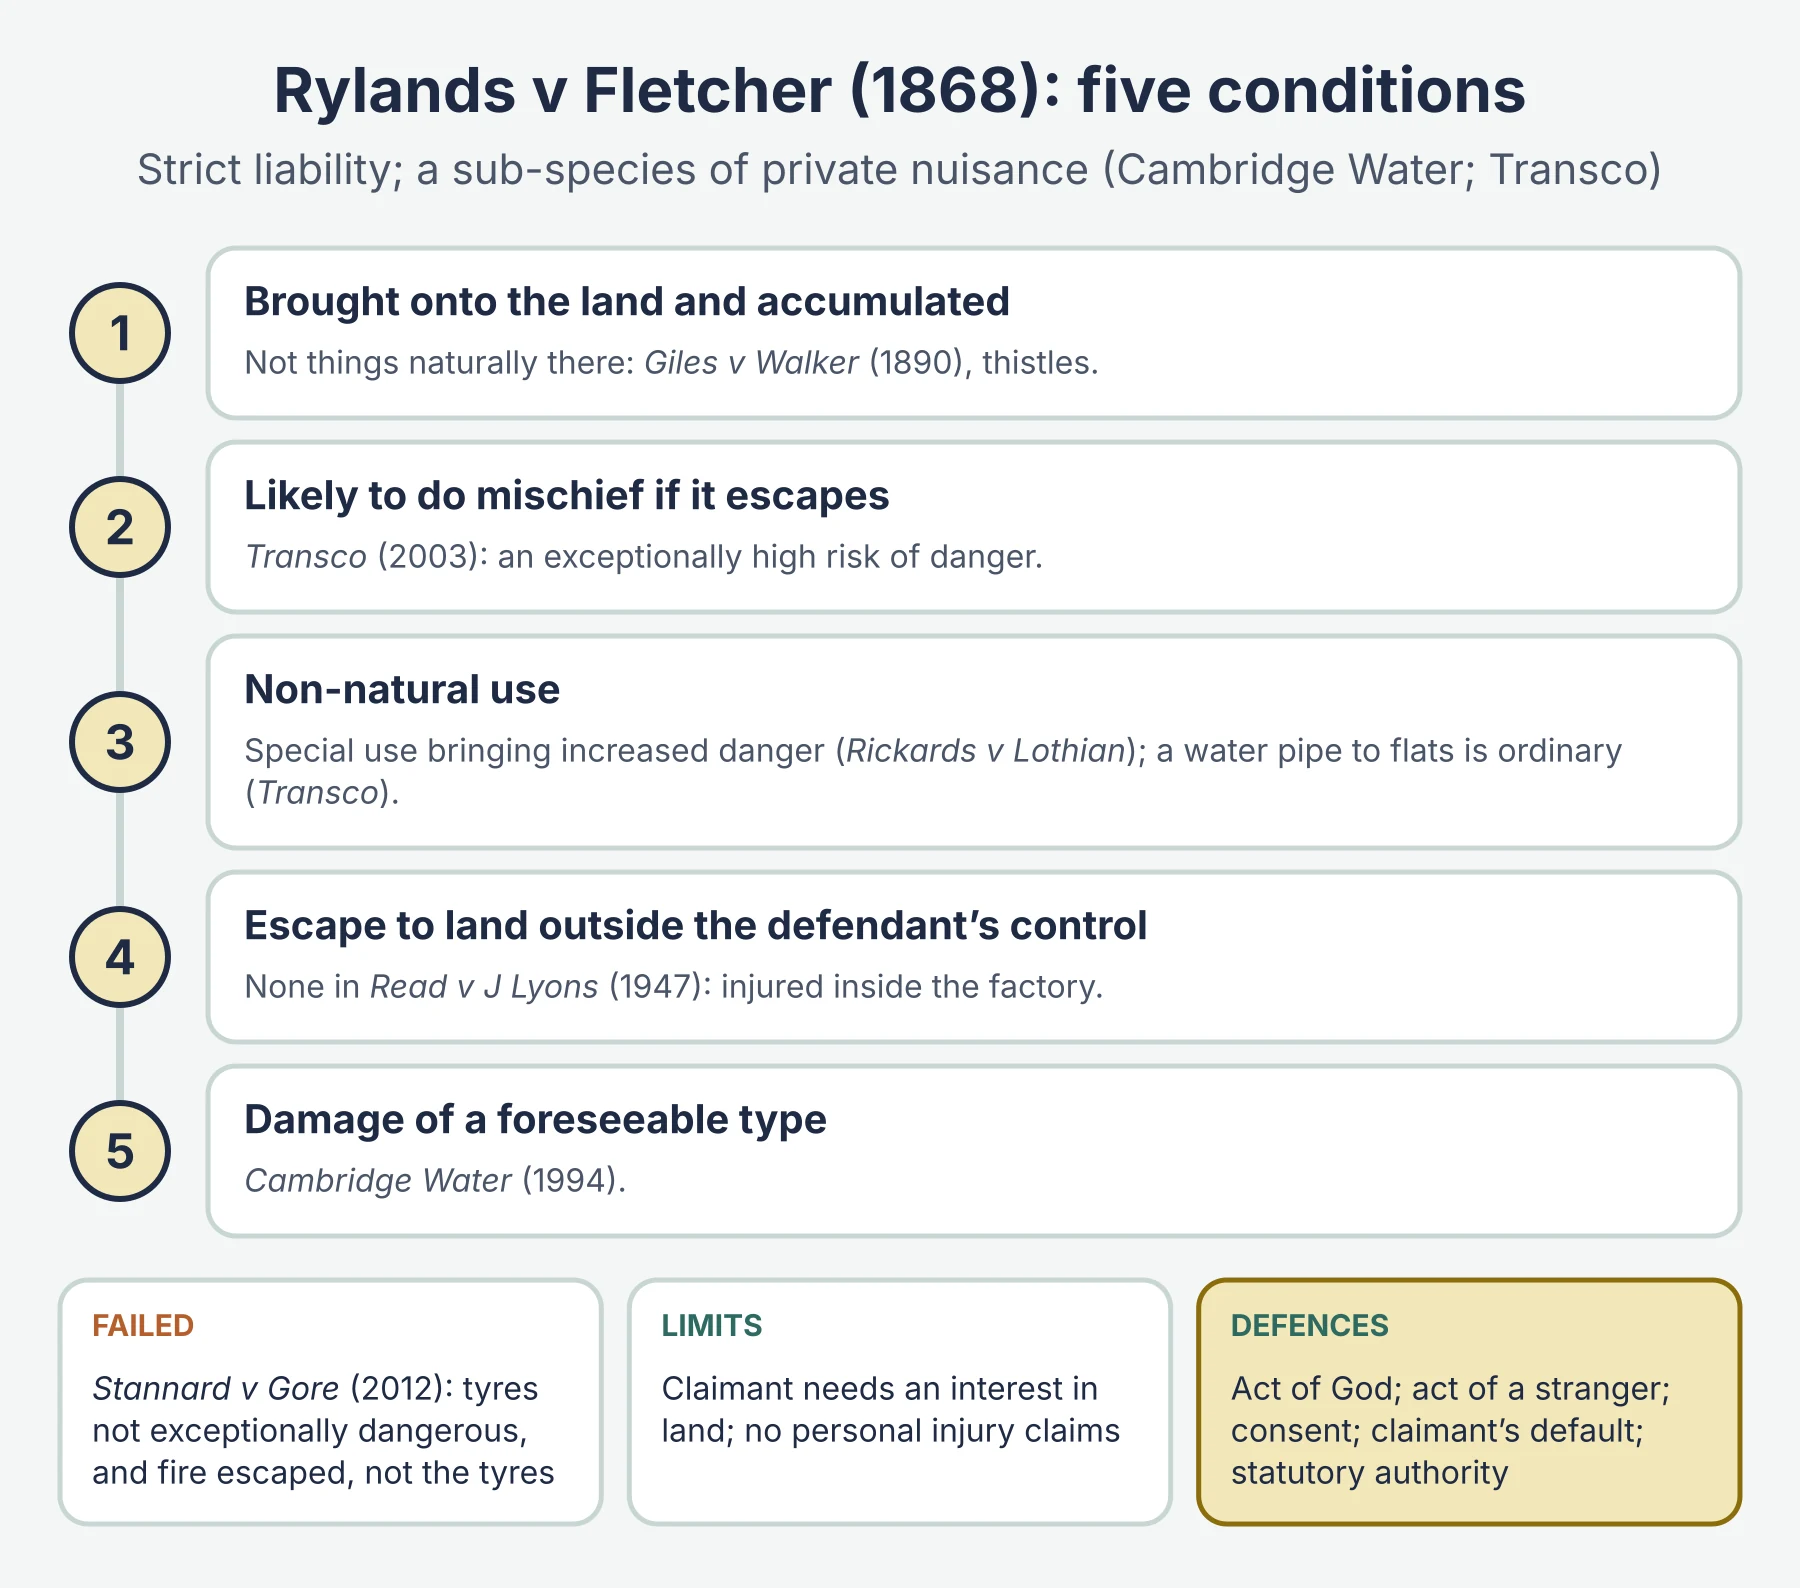 Rylands v Fletcher (1868): five conditions
Strict liability; a sub-species of private nuisance (Cambridge Water; Transco)
1
Brought onto the land and accumulated
Not things naturally there: Giles v Walker (1890), thistles.
2
Likely to do mischief if it escapes
Transco (2003): an exceptionally high risk of danger.
3
Non-natural use
Special use bringing increased danger (Rickards v Lothian); a water pipe to flats is ordinary
(Transco).
4
Escape to land outside the defendant’s control
None in Read v J Lyons (1947): injured inside the factory.
5
Damage of a foreseeable type
Cambridge Water (1994).
FAILED
Stannard v Gore (2012): tyres
not exceptionally dangerous,
and fire escaped, not the tyres
LIMITS
Claimant needs an interest in
land; no personal injury claims
DEFENCES
Act of God; act of a stranger;
consent; claimant’s default;
statutory authority